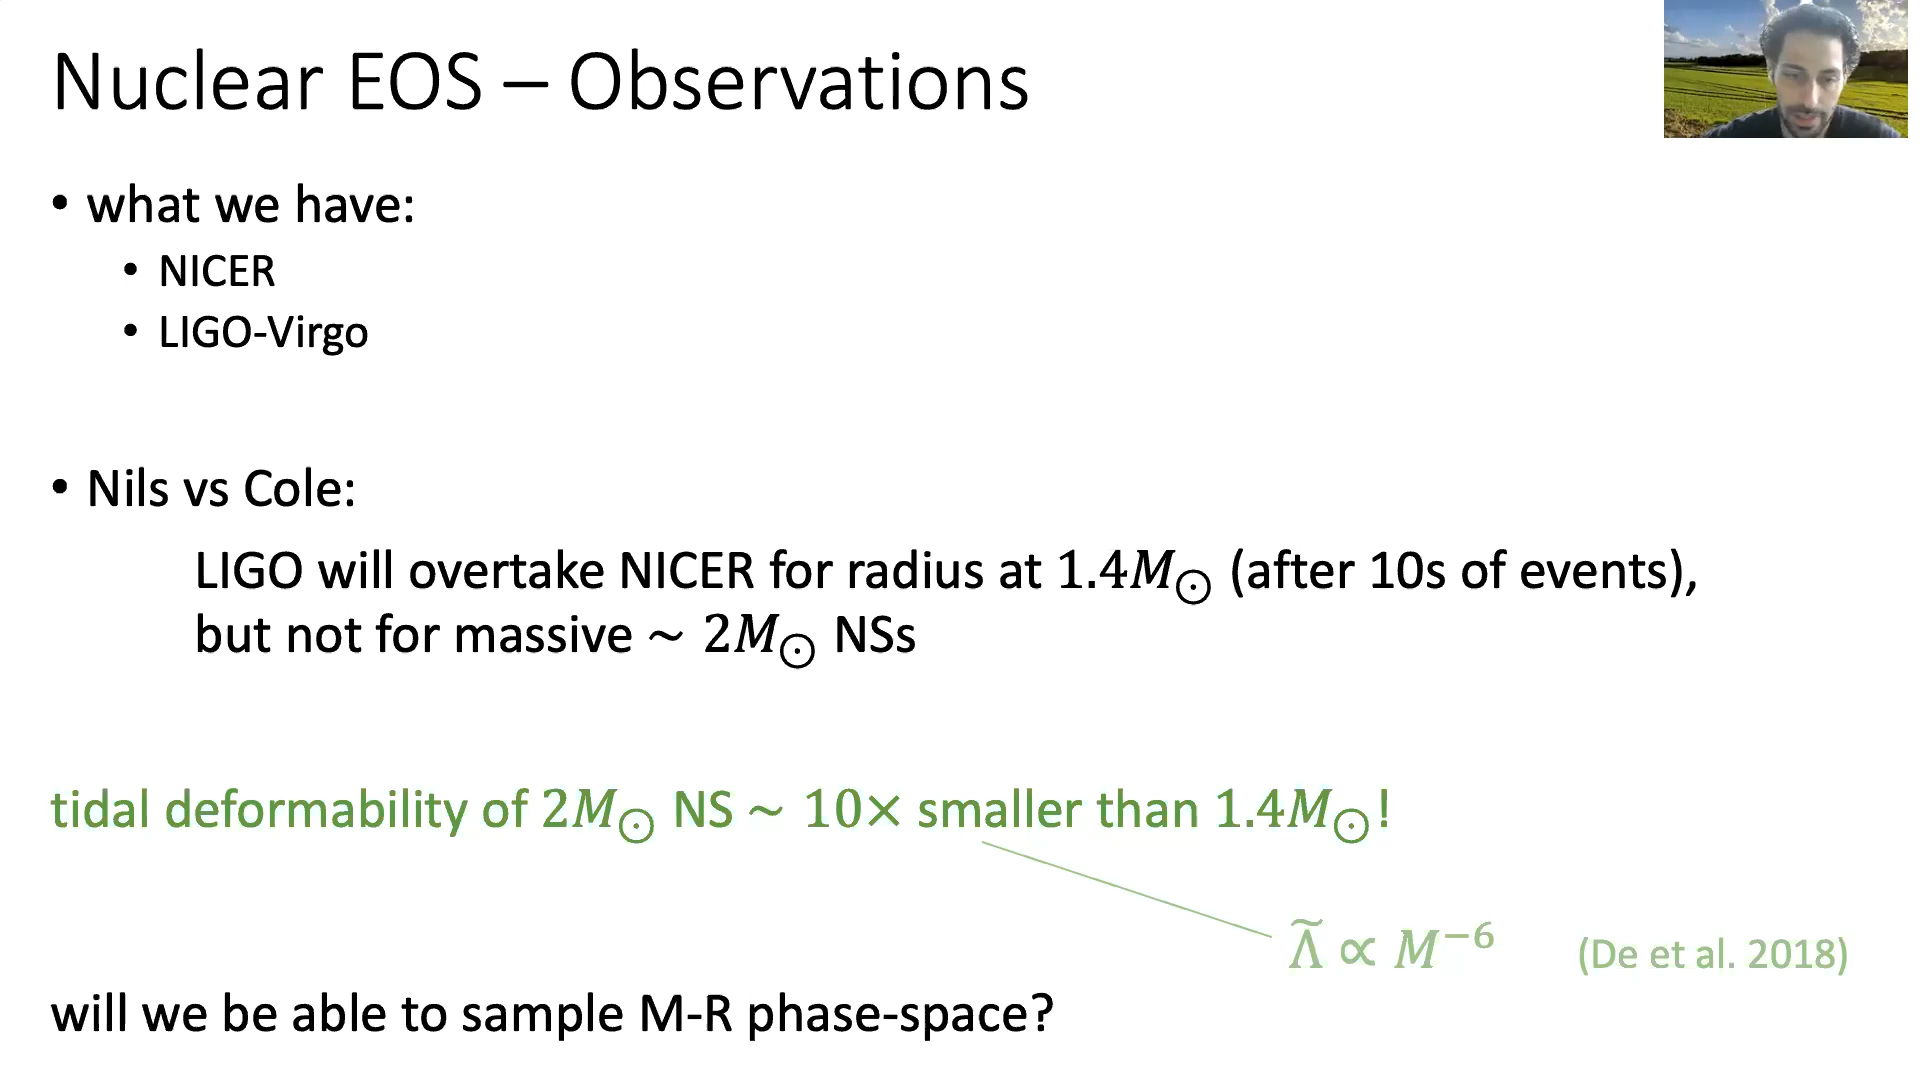 Nuclear EOS – Observations
• what we have:
• NICER
• LIGO-Virgo
• Nils vs Cole:
LIGO will overtake NICER for radius at 1.4M⊙ (after 10s of events),
but not for massive ~ 2M⊙ NSs
tidal deformability of 2M⊙ NS ~ 10× smaller than 1.4M⊙!
Λ̃ ∝ M⁻⁶ (De et al. 2018)
will we be able to sample M-R phase-space?